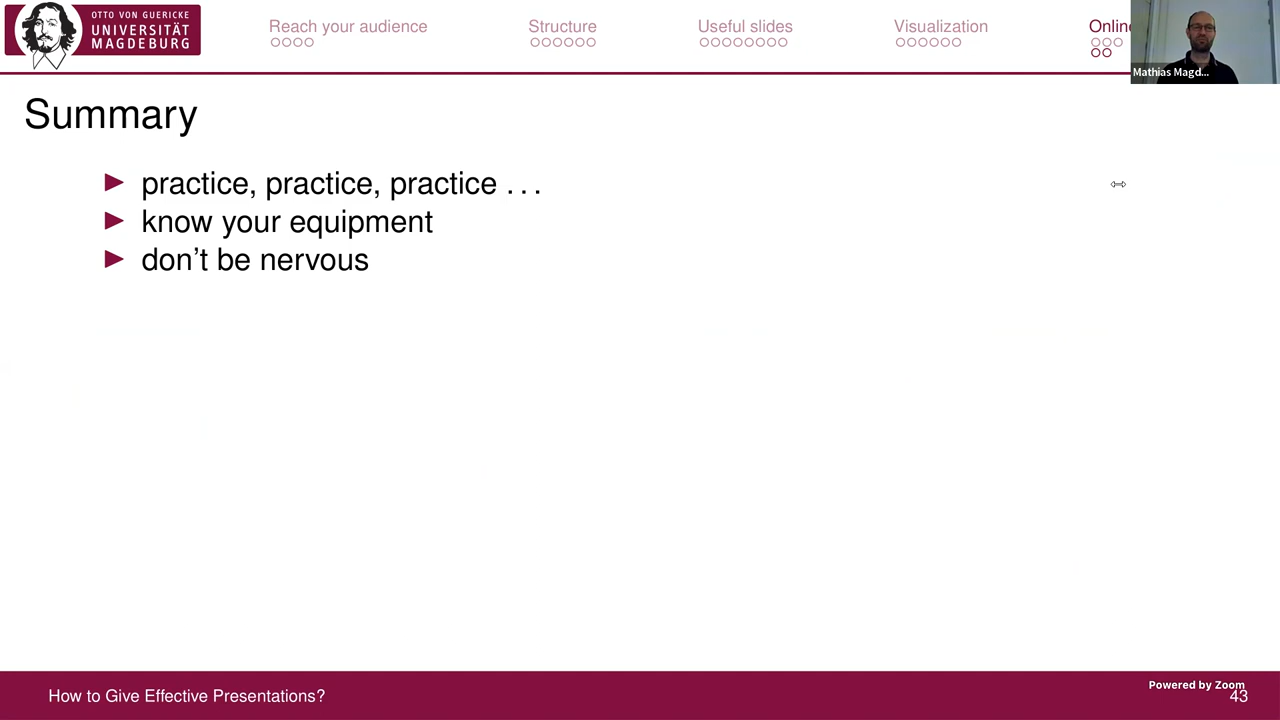 OTTO VON GUERICKE
UNIVERSITÄT
MAGDEBURG
Reach your audience
Structure
Useful slides
Visualization
Online
Mathias Magd...
Summary
practice, practice, practice . . .
know your equipment
don't be nervous
How to Give Effective Presentations?
Powered by Zoom
43